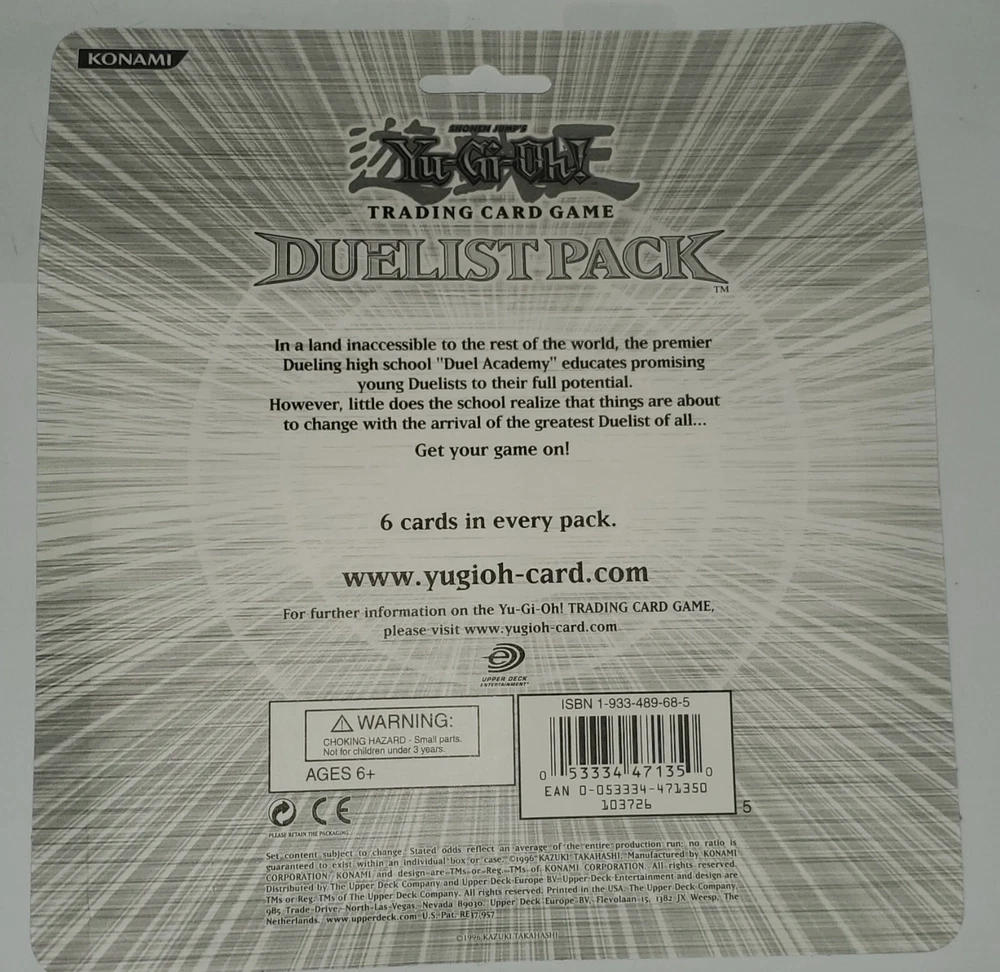 KONAMI
SHONEN JUMP'S
遊戯王
Yu-Gi-Oh!
TRADING CARD GAME
DUELIST PACK
TM
In a land inaccessible to the rest of the world, the premier
Dueling high school "Duel Academy" educates promising
young Duelists to their full potential.
However, little does the school realize that things are about
to change with the arrival of the greatest Duelist of all...
Get your game on!
6 cards in every pack.
www.yugioh-card.com
For further information on the Yu-Gi-Oh! TRADING CARD GAME,
please visit www.yugioh-card.com
e
UPPER DECK
ENTERTAINMENT
⚠ WARNING:
CHOKING HAZARD - Small parts.
Not for children under 3 years.
AGES 6+
ISBN 1-933-489-68-5
0 53334 47135 0
EAN 0-053334-471350
103726
5
CE
PLEASE RETAIN THE PACKAGING
Set content subject to change. Stated odds reflect an average of the entire production run; no ratio is
guaranteed to exist within an individual box or case. ©1996 KAZUKI TAKAHASHI. Manufactured by KONAMI
CORPORATION. KONAMI and design are TMs or Reg. TMs of KONAMI CORPORATION. All rights reserved.
Distributed by The Upper Deck Company and Upper Deck Europe BV. Upper Deck Entertainment and design are
TMs or Reg. TMs of The Upper Deck Company. All rights reserved. Printed in the USA. The Upper Deck Company,
985 Trade Drive, North Las Vegas, Nevada 89030. Upper Deck Europe BV, Flevolaan 15, 1382 JX Weesp, The
Netherlands. www.upperdeck.com U.S. Pat. RE37,957
©1996 KAZUKI TAKAHASHI